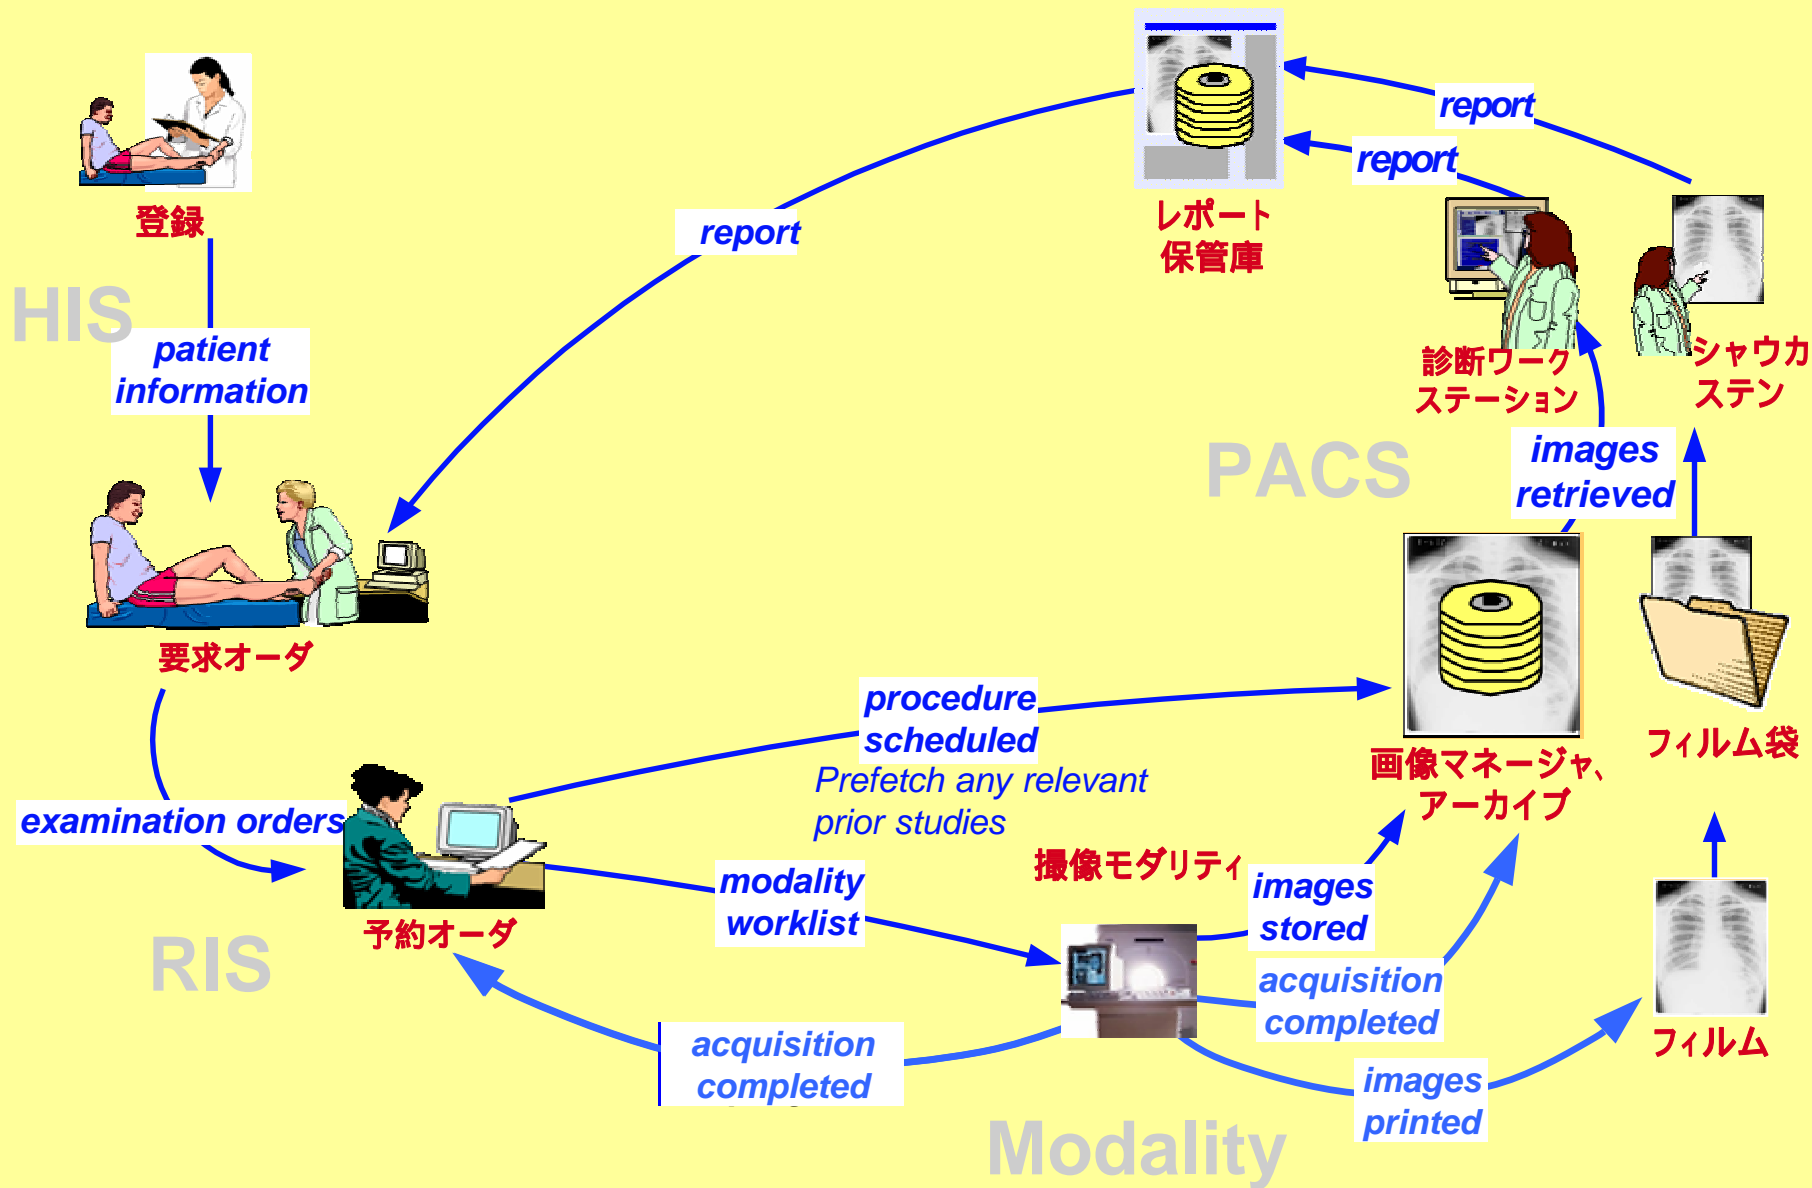 report
report
report
レポート
保管庫
登録
HIS
patient
information
診断ワーク
ステーション
シャウカ
ステン
PACS
images
retrieved
要求オーダ
procedure
scheduled
Prefetch any relevant
prior studies
画像マネージャ、
アーカイブ
フィルム袋
examination orders
予約オーダ
RIS
modality
worklist
撮像モダリティ
images
stored
acquisition
completed
acquisition
completed
フィルム
images
printed
Modality